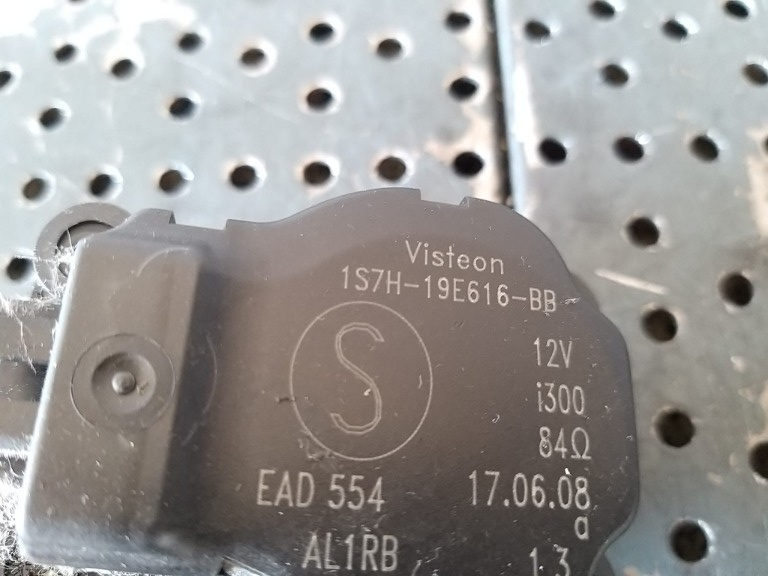 Visteon
1S7H-19E616-BB
S
12V
i300
84Ω
EAD 554 17.06.08
d
AL1RB 1.3